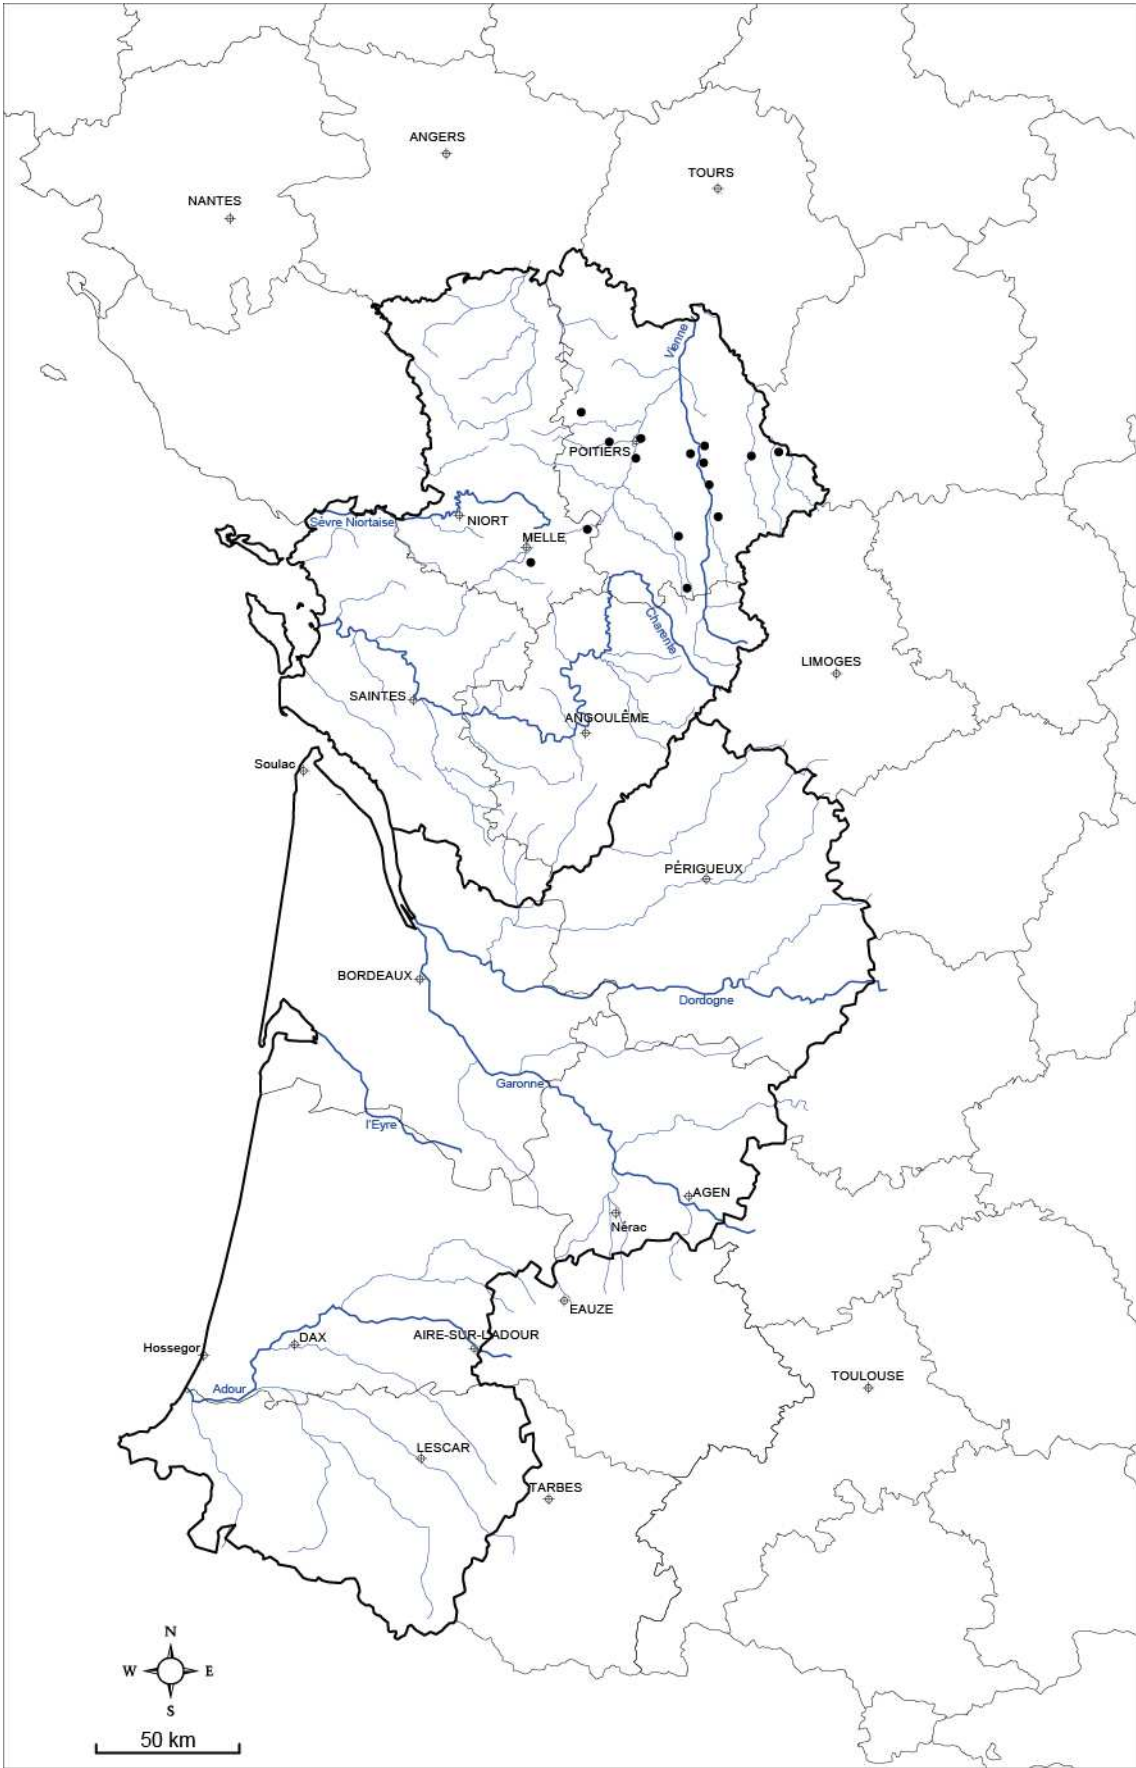 ANGERS
TOURS
NANTES
Vienne
POITIERS
Sèvre Niortaise
NIORT
MELLE
Charente
LIMOGES
SAINTES
ANGOULÊME
Soulac
PÉRIGUEUX
BORDEAUX
Dordogne
Garonne
l'Eyre
AGEN
Nérac
EAUZE
AIRE-SUR-L'ADOUR
DAX
Hossegor
TOULOUSE
Adour
LESCAR
TARBES
N
W E
S
50 km